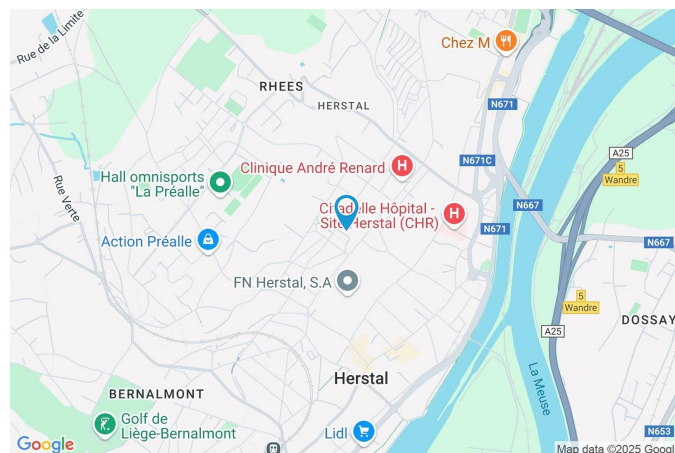 Rue de la Limite
Chez M
RHEES
HERSTAL
N671
A25
5
Wandre
N671C
Clinique André Renard
Hall omnisports
"La Préalle"
Rue Verte
N667
Citadelle Hôpital -
Site Herstal (CHR)
N671
N667
Action Préalle
FN Herstal, S.A
5
Wandre
A25
DOSSAY
La Meuse
Herstal
BERNALMONT
Golf de
Liège-Bernalmont
Lidl
N653
Google
Map data ©2025 Googl